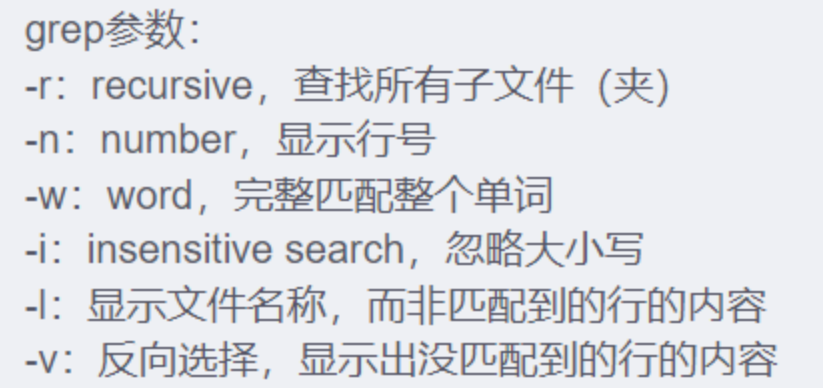 grep参数：
-r：recursive，查找所有子文件（夹）
-n：number，显示行号
-w：word，完整匹配整个单词
-i：insensitive search，忽略大小写
-l：显示文件名称，而非匹配到的行的内容
-v：反向选择，显示出没匹配到的行的内容